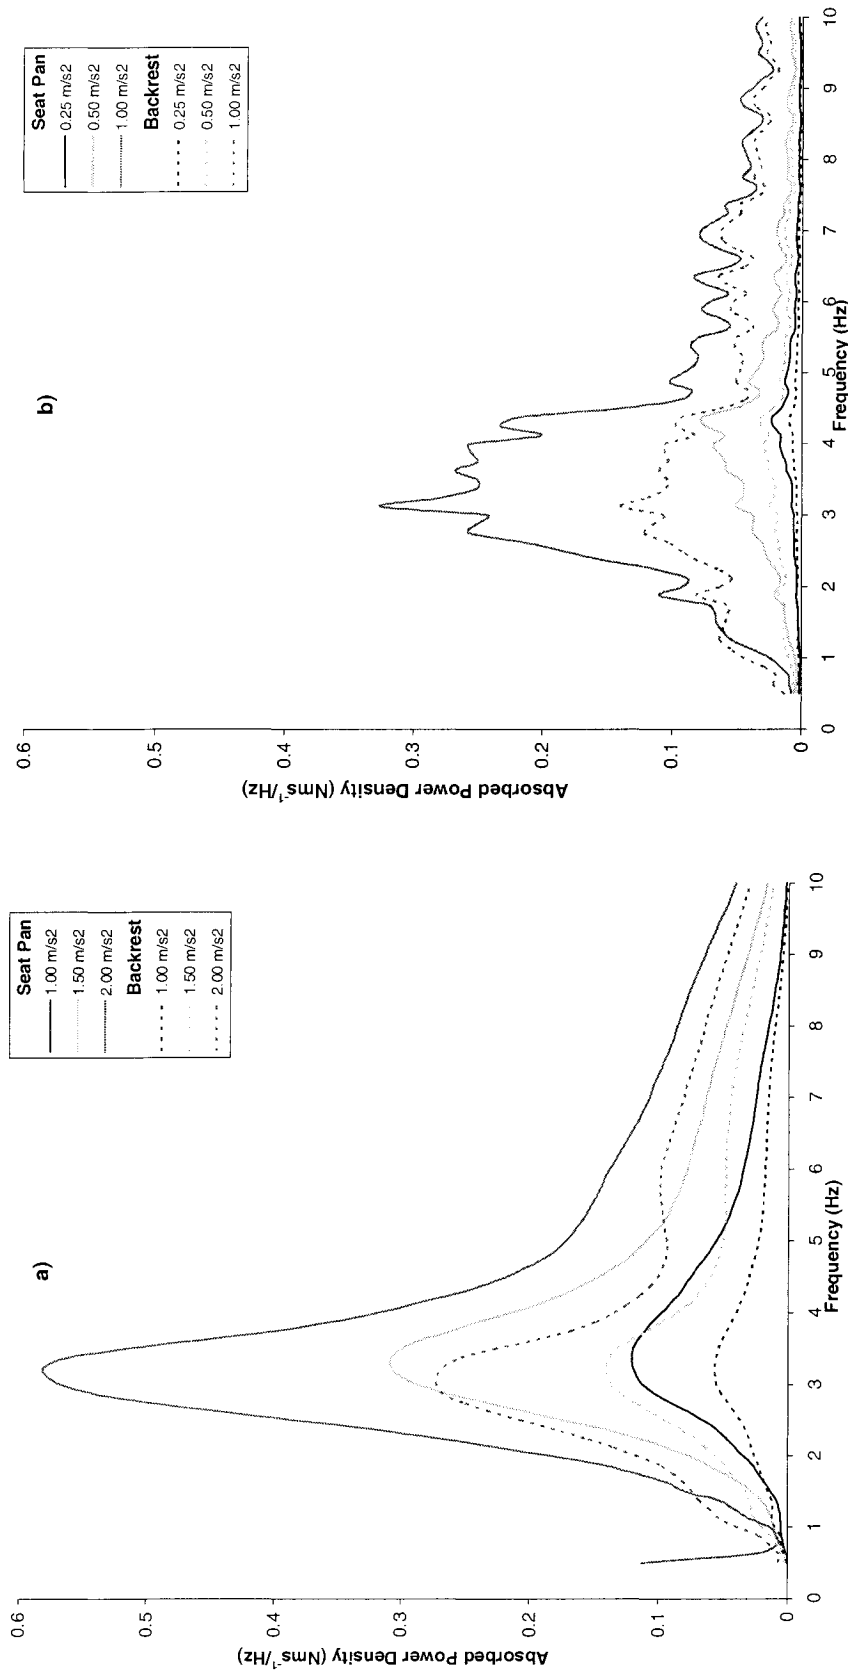 a)
Seat Pan
1.00 m/s2
1.50 m/s2
2.00 m/s2
Backrest
1.00 m/s2
1.50 m/s2
2.00 m/s2
Absorbed Power Density (Nms⁻¹/Hz)
0.6
0.5
0.4
0.3
0.2
0.1
0
0 1 2 3 4 5 6 7 8 9 10
Frequency (Hz)
b)
Seat Pan
0.25 m/s2
0.50 m/s2
1.00 m/s2
Backrest
0.25 m/s2
0.50 m/s2
1.00 m/s2
Absorbed Power Density (Nms⁻¹/Hz)
0.6
0.5
0.4
0.3
0.2
0.1
0
0 1 2 3 4 5 6 7 8 9 10
Frequency (Hz)